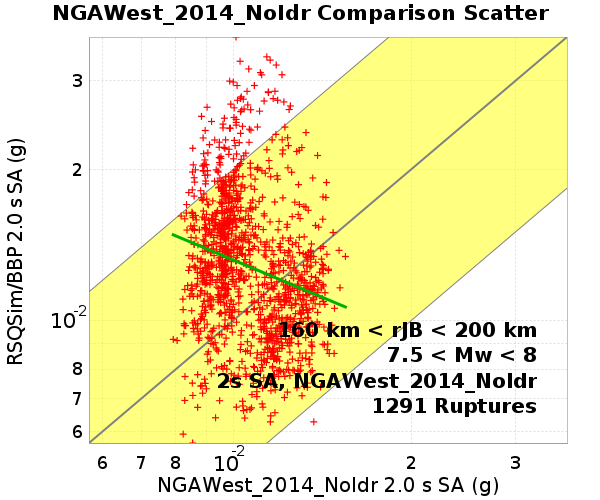 NGAWest_2014_NoIdr Comparison Scatter
RSQSim/BBP 2.0 s SA (g)
3
2
10-2
8
7
6
160 km < rJB < 200 km
7.5 < Mw < 8
2s SA, NGAWest_2014_NoIdr
1291 Ruptures
6 7 8 10-2 2 3
NGAWest_2014_NoIdr 2.0 s SA (g)